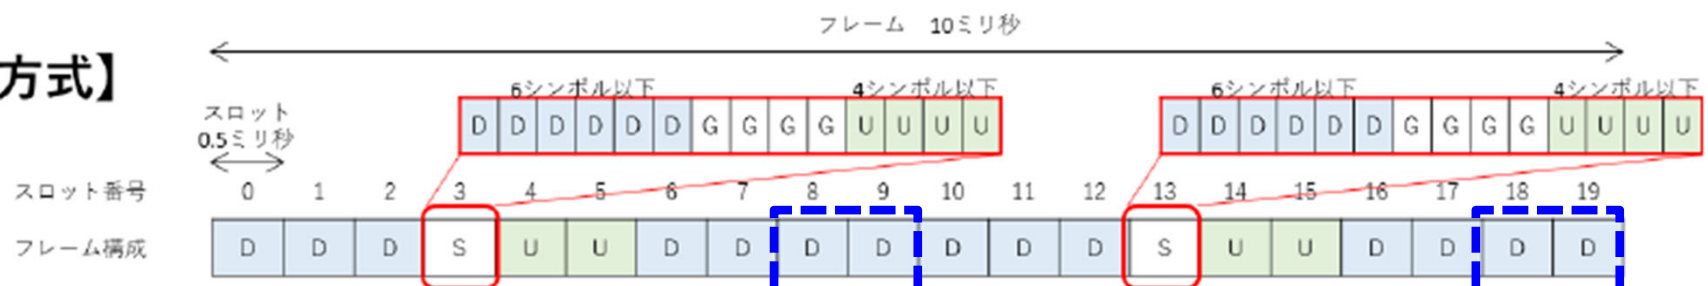 フレーム　10ミリ秒
方式】
6シンボル以下 4シンボル以下 6シンボル以下 4シンボル以下
スロット
0.5ミリ秒
D D D D D D G G G G U U U U D D D D D D G G G G U U U U
スロット番号 0 1 2 3 4 5 6 7 8 9 10 11 12 13 14 15 16 17 18 19
フレーム構成 D D D S U U D D D D D D D S U U D D D D